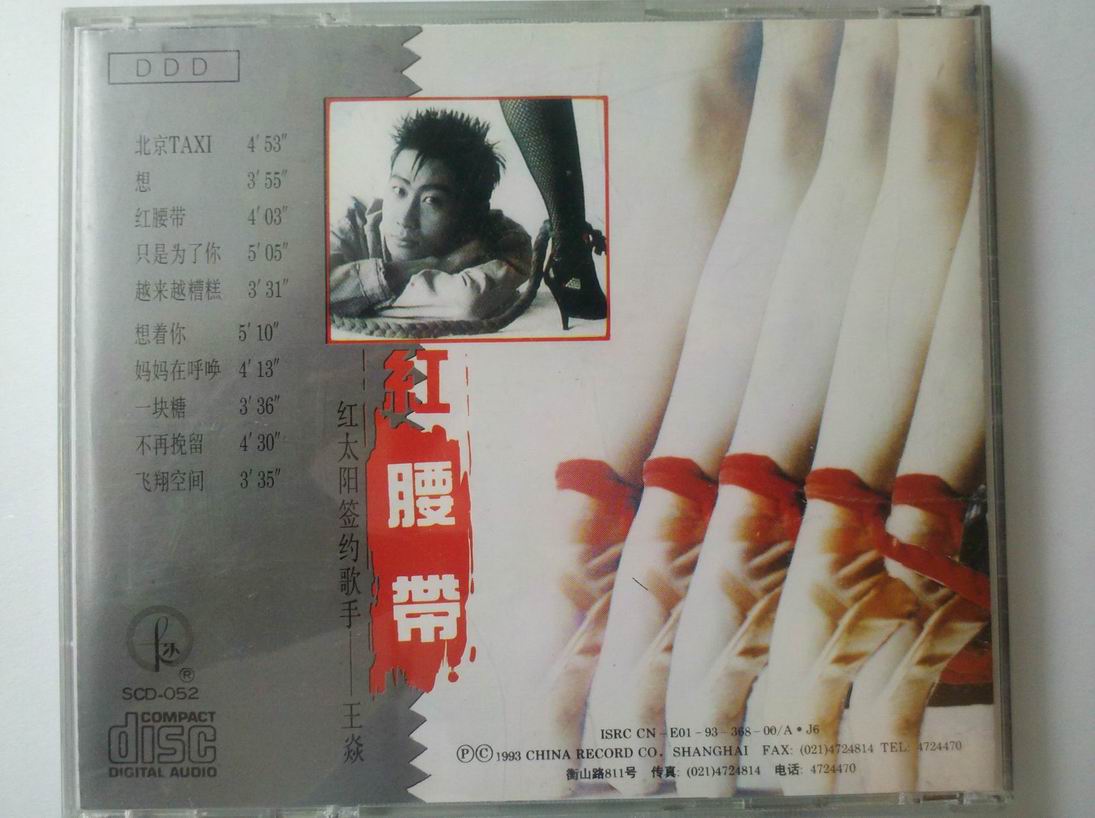 DDD
北京TAXI 4′53″
想 3′55″
红腰带 4′03″
只是为了你 5′05″
越来越糟糕 3′31″
想着你 5′10″
妈妈在呼唤 4′13″
一块糖 3′36″
不再挽留 4′30″
飞翔空间 3′35″
紅腰帶
红太阳签约歌手——王焱
®
SCD-052
COMPACT
disc
DIGITAL AUDIO
ISRC CN-E01-93-368-00/A•J6
ⓅⒸ1993 CHINA RECORD CO. SHANGHAI FAX: (021)4724814 TEL: 4724470
衡山路811号 传真: (021)4724814 电话: 4724470